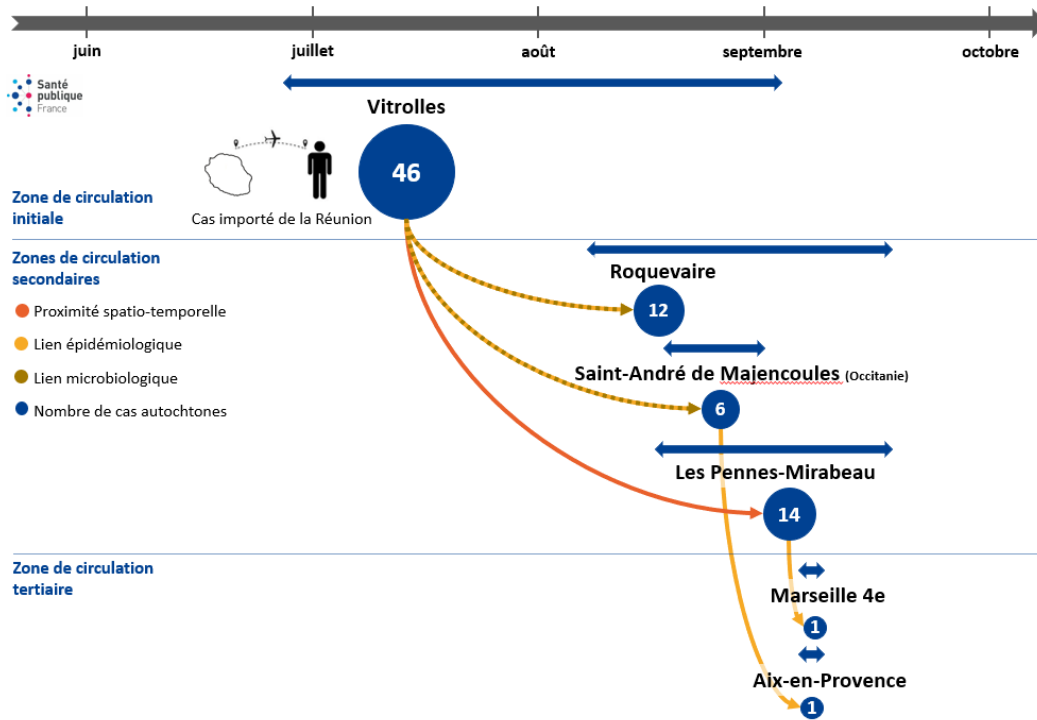 juin
juillet
août
septembre
octobre
Santé
publique
France
Vitrolles
46
Cas importé de la Réunion
Zone de circulation
initiale
Zones de circulation
secondaires
Proximité spatio-temporelle
Lien épidémiologique
Lien microbiologique
Nombre de cas autochtones
Roquevaire
12
Saint-André de Majencoules (Occitanie)
6
Les Pennes-Mirabeau
14
Zone de circulation
tertiaire
Marseille 4e
1
Aix-en-Provence
1